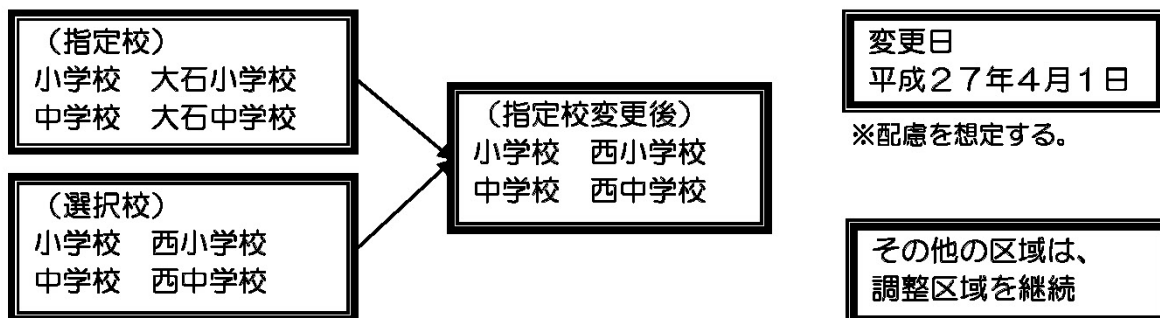 （指定校）
小学校　大石小学校
中学校　大石中学校
（選択校）
小学校　西小学校
中学校　西中学校
（指定校変更後）
小学校　西小学校
中学校　西中学校
変更日
平成２７年４月１日
※配慮を想定する。
その他の区域は、
調整区域を継続